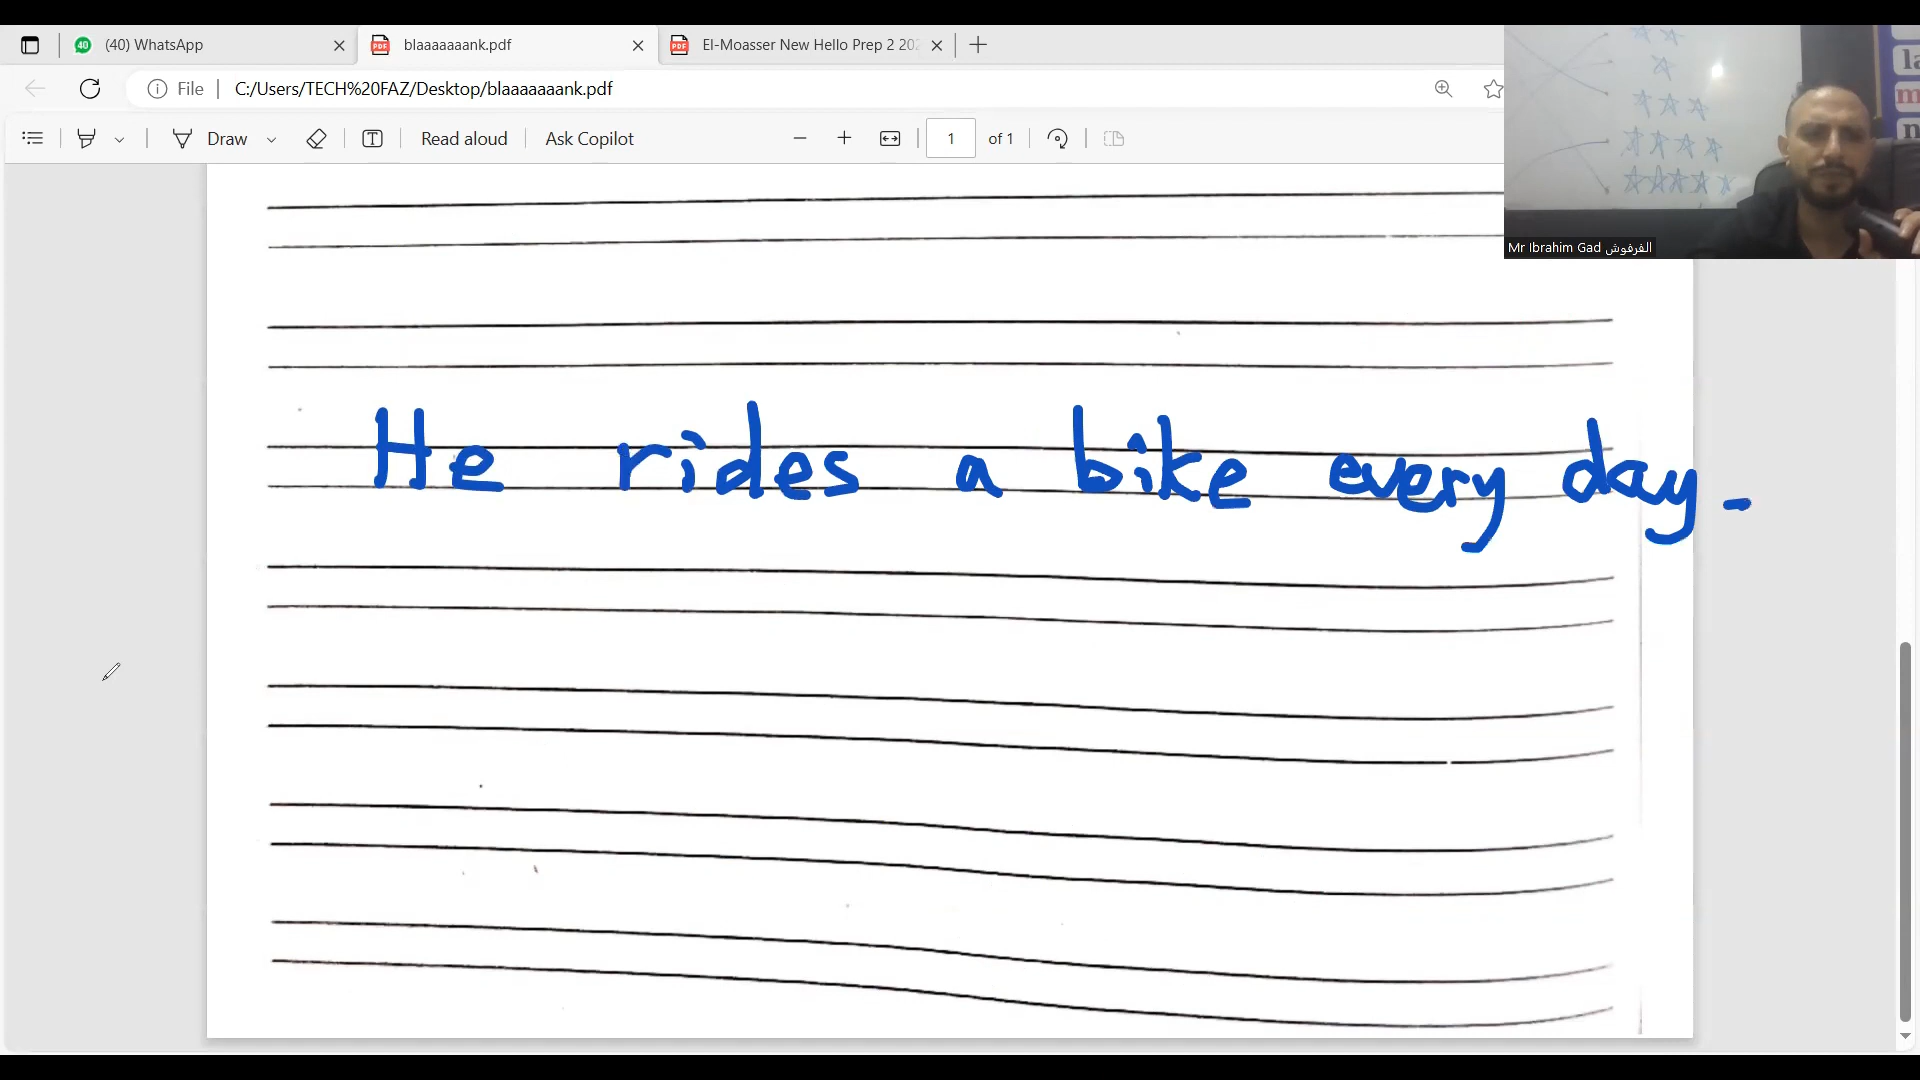 (40) WhatsApp
blaaaaaaank.pdf
El-Moasser New Hello Prep 2 202
File
C:/Users/TECH%20FAZ/Desktop/blaaaaaaank.pdf
Draw
Read aloud
Ask Copilot
1 of 1
Mr Ibrahim Gad الفرفوش
He rides a bike every day.